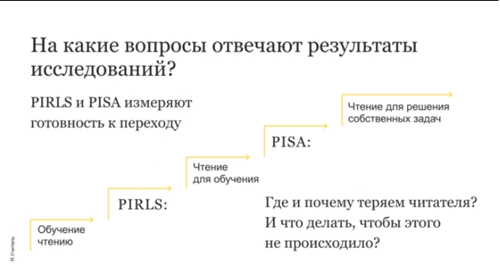 На какие вопросы отвечают результаты
исследований?
PIRLS и PISA измеряют
готовность к переходу
Чтение для решения
собственных задач
PISA:
Чтение
для обучения
PIRLS:
Обучение
чтению
Где и почему теряем читателя?
И что делать, чтобы этого
не происходило?
Я Учитель